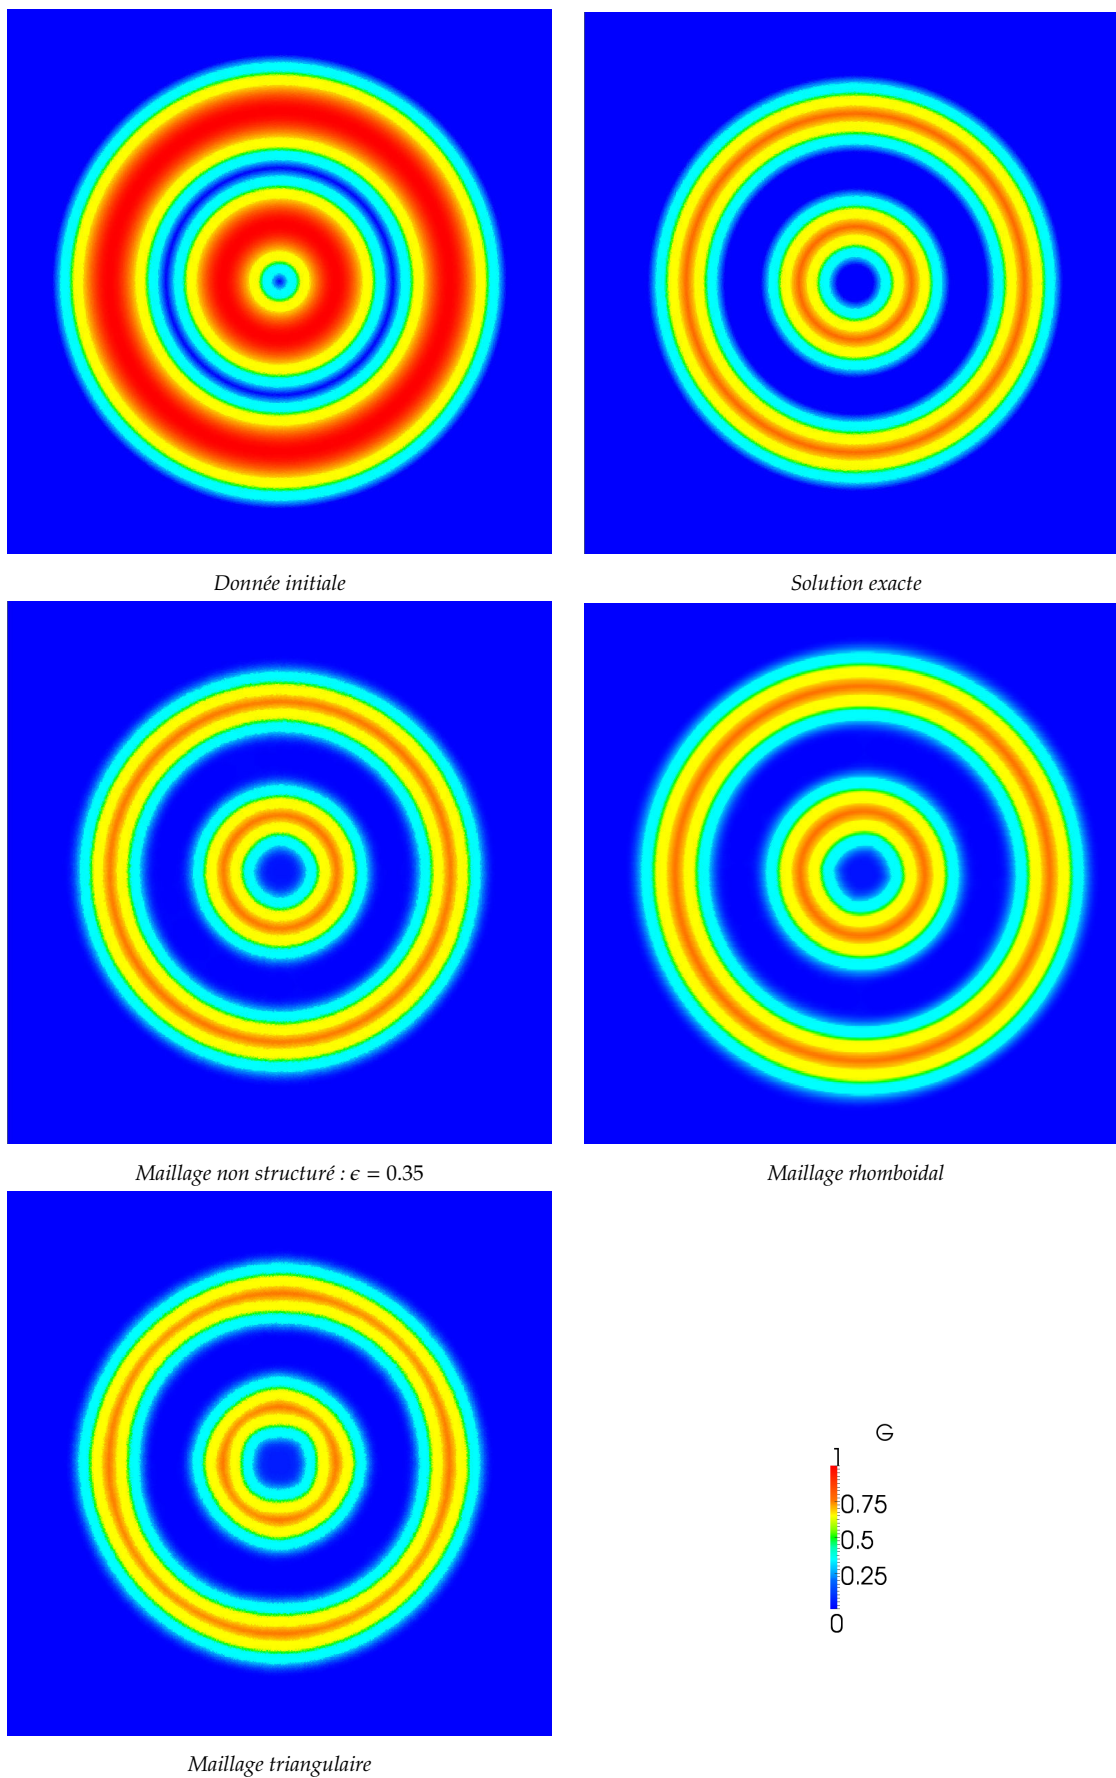 Donnée initiale
Solution exacte
Maillage non structuré : ϵ = 0.35
Maillage rhomboidal
G
1
0.75
0.5
0.25
0
Maillage triangulaire